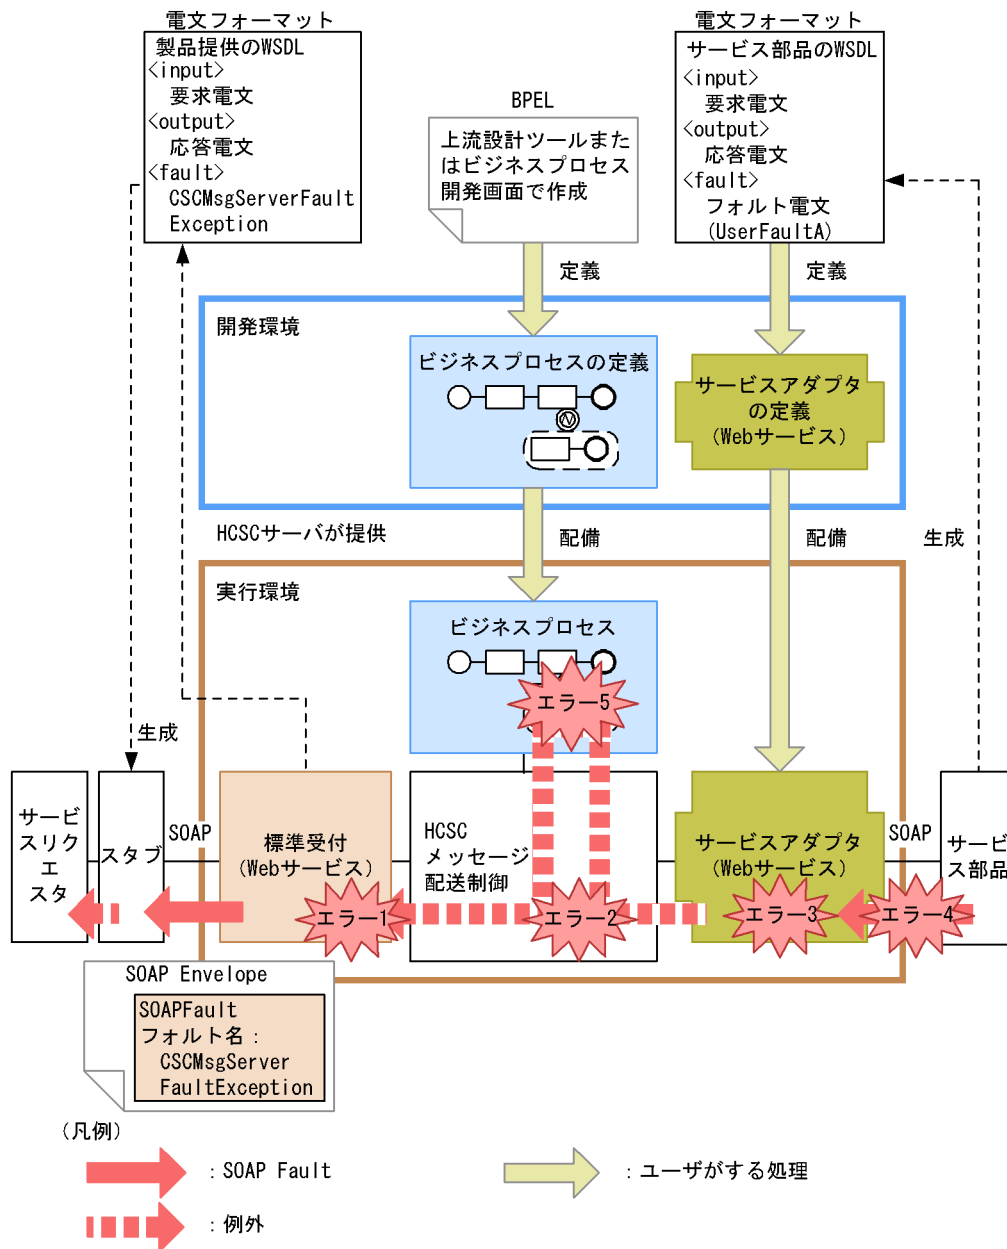 電文フォーマット
製品提供のWSDL
<input>
要求電文
<output>
応答電文
<fault>
CSCMsgServerFault
Exception
BPEL
上流設計ツールまた
はビジネスプロセス
開発画面で作成
電文フォーマット
サービス部品のWSDL
<input>
要求電文
<output>
応答電文
<fault>
フォルト電文
(UserFaultA)
定義
定義
開発環境
ビジネスプロセスの定義
サービスアダプタ
の定義
(Webサービス)
HCSCサーバが提供
配備
配備
生成
実行環境
ビジネスプロセス
エラー5
生成
サービ
スリク
エ
スタ
スタブ
SOAP
標準受付
(Webサービス)
HCSC
メッセージ
配送制御
サービスアダプタ
(Webサービス)
SOAP
サービ
ス部品
エラー1
エラー2
エラー3
エラー4
SOAP Envelope
SOAPFault
フォルト名:
CSCMsgServer
FaultException
(凡例)
:SOAP Fault
:ユーザがする処理
:例外